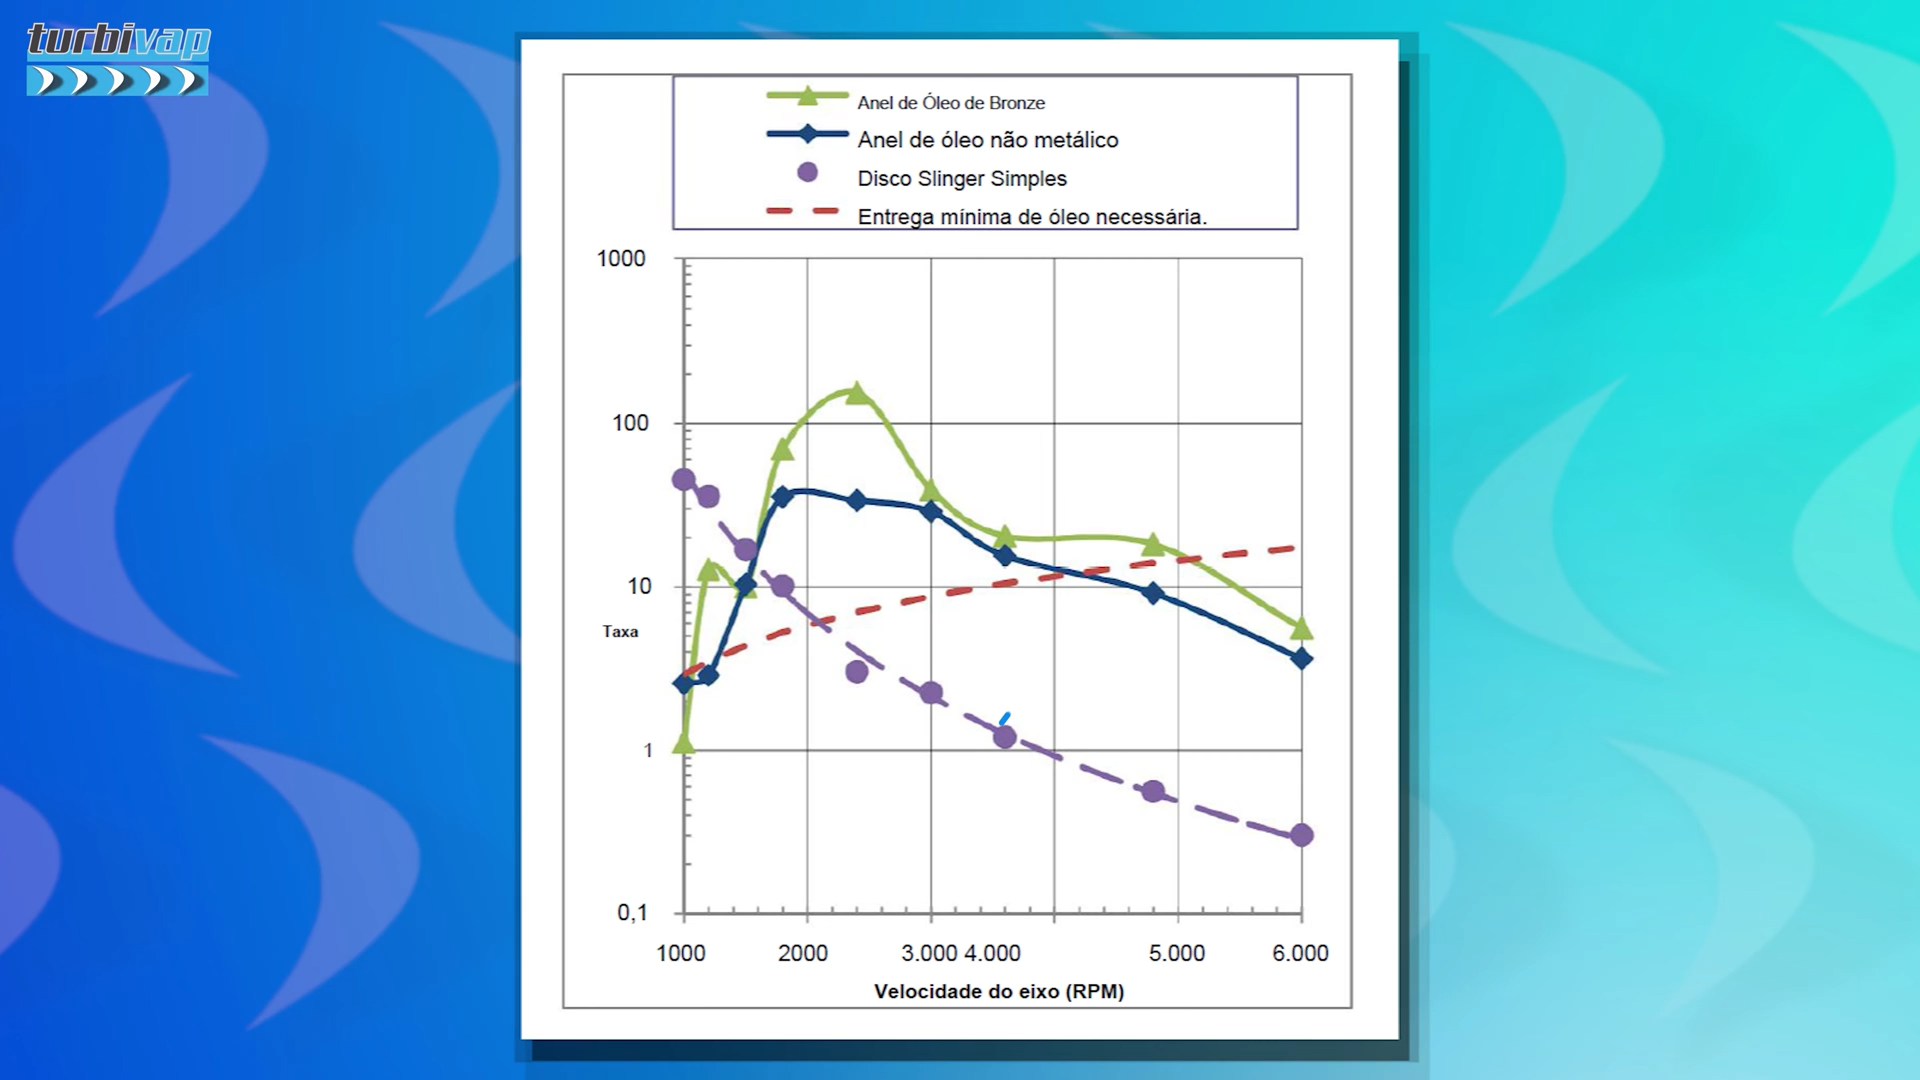 turbivap
Anel de Óleo de Bronze
Anel de óleo não metálico
Disco Slinger Simples
Entrega mínima de óleo necessária.
1000
100
10
Taxa
1
0,1
1000 2000 3.000 4.000 5.000 6.000
Velocidade do eixo (RPM)